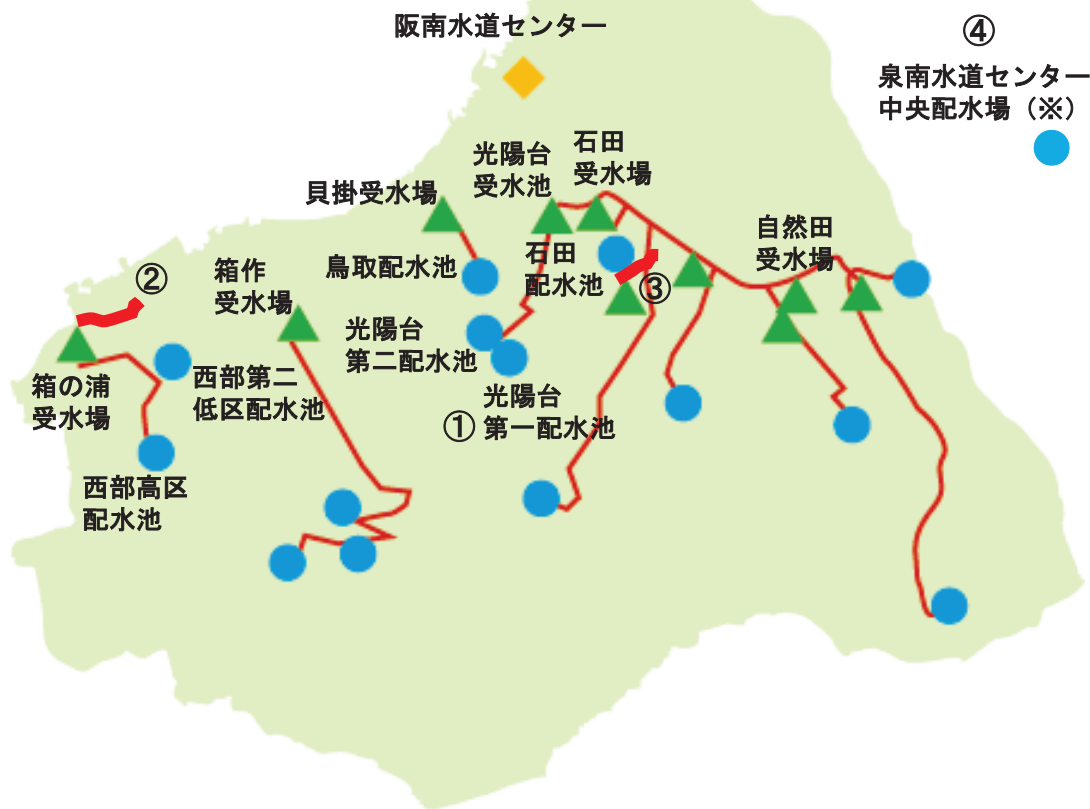 阪南水道センター
④
泉南水道センター
中央配水場（※）
光陽台
受水池
石田
受水場
貝掛受水場
自然田
受水場
鳥取配水池
石田
配水池
②
箱作
受水場
③
光陽台
第二配水池
箱の浦
受水場
西部第二
低区配水池
①
光陽台
第一配水池
西部高区
配水池